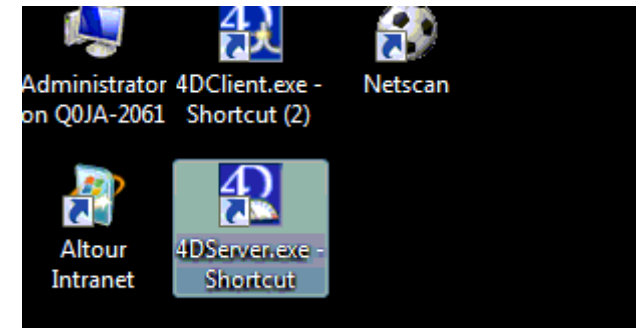 Administrator
on Q0JA-2061
4DClient.exe -
Shortcut (2)
Netscan
Altour
Intranet
4DServer.exe -
Shortcut